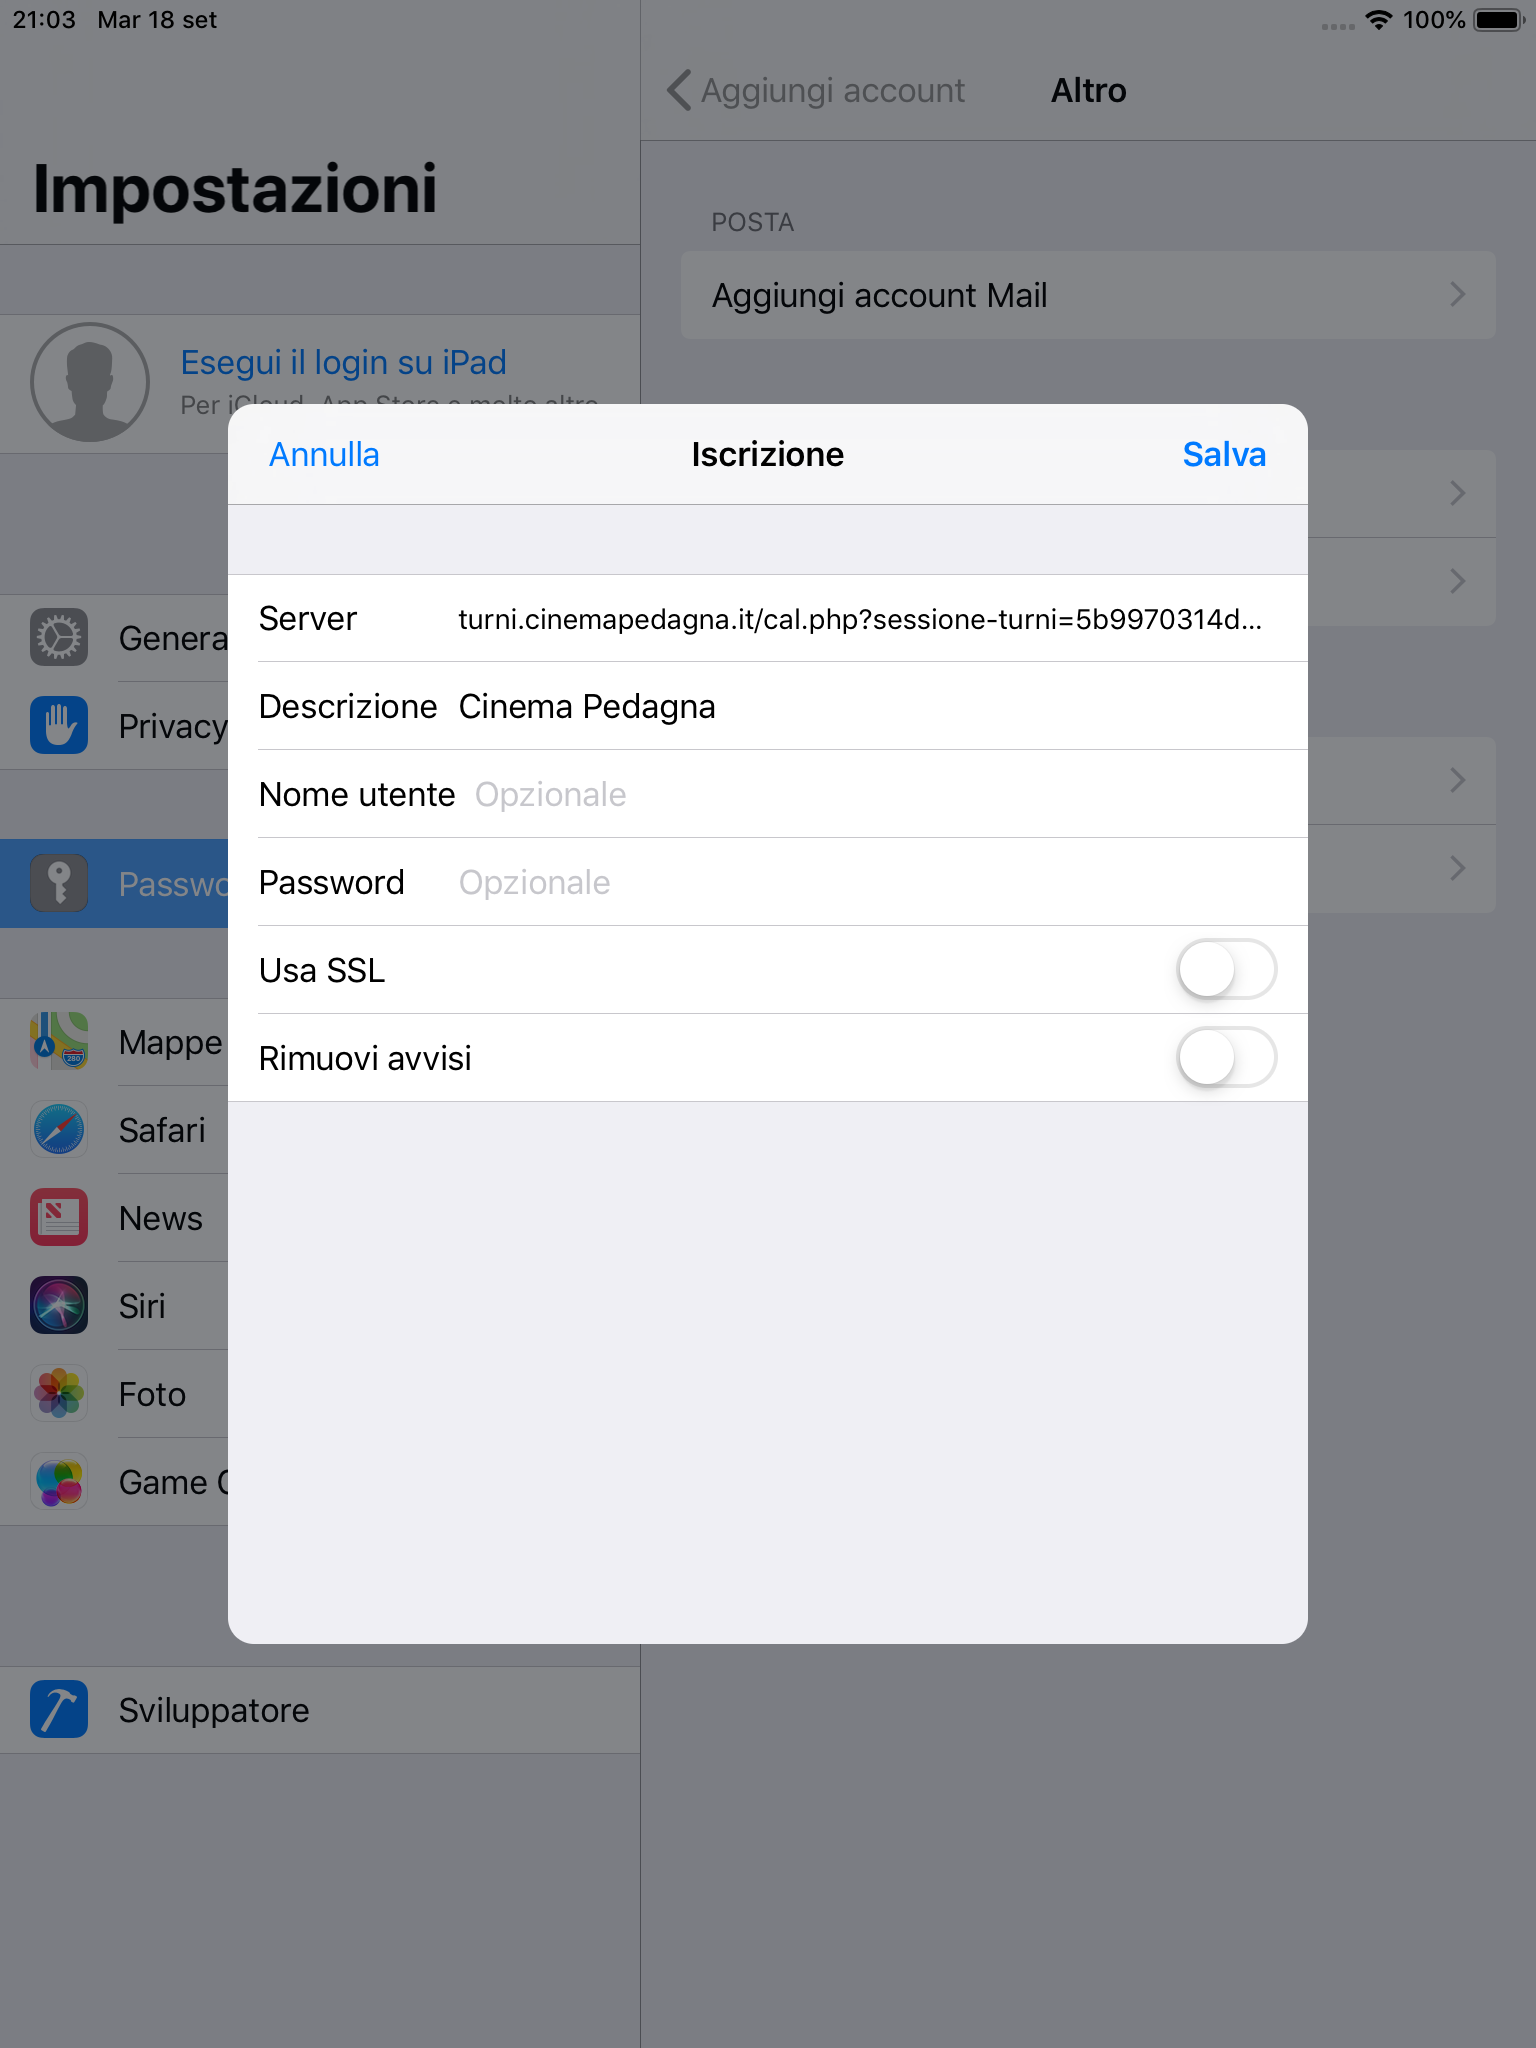 21:03 Mar 18 set
100%
Impostazioni
Esegui il login su iPad
Per iCloud, App Store e molto altro
Privacy
Mappe
Safari
News
Siri
Foto
Game
Sviluppatore
Aggiungi account
Altro
POSTA
Aggiungi account Mail
Annulla
Iscrizione
Salva
Server turni.cinemapedagna.it/cal.php?sessione-turni=5b9970314d...
Descrizione Cinema Pedagna
Nome utente Opzionale
Password Opzionale
Usa SSL
Rimuovi avvisi